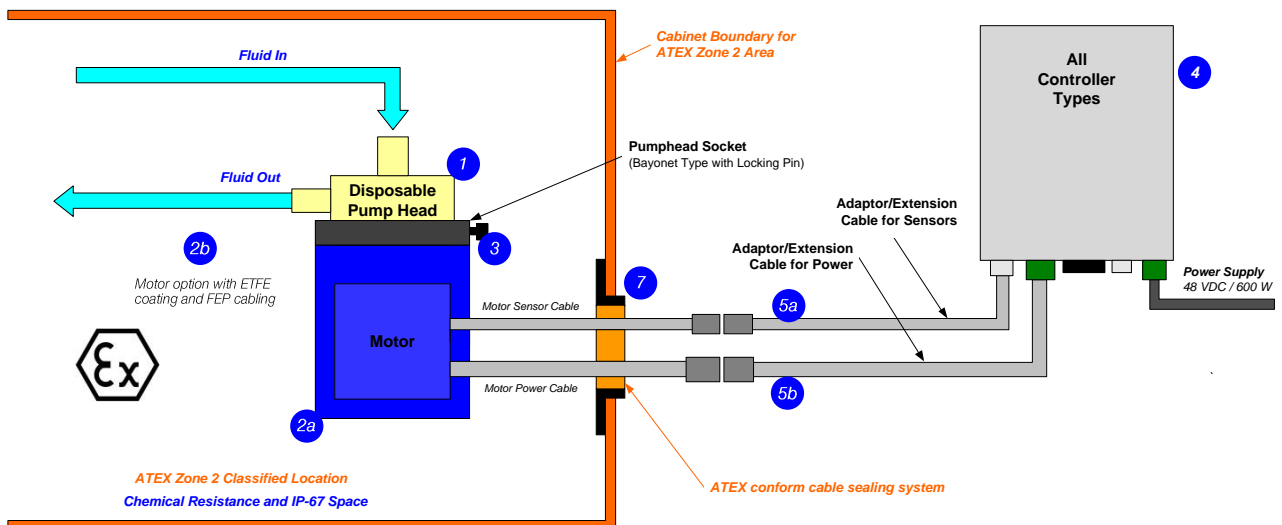 Fluid In
Cabinet Boundary for
ATEX Zone 2 Area
All
Controller
Types
4
Pumphead Socket
(Bayonet Type with Locking Pin)
1
Fluid Out
Disposable
Pump Head
2b
3
Motor option with ETFE
coating and FEP cabling
Adaptor/Extension
Cable for Sensors
Adaptor/Extension
Cable for Power
Power Supply
48 VDC / 600 W
7
Motor Sensor Cable
5a
Motor
Motor Power Cable
5b
Ex
2a
ATEX Zone 2 Classified Location
Chemical Resistance and IP-67 Space
ATEX conform cable sealing system